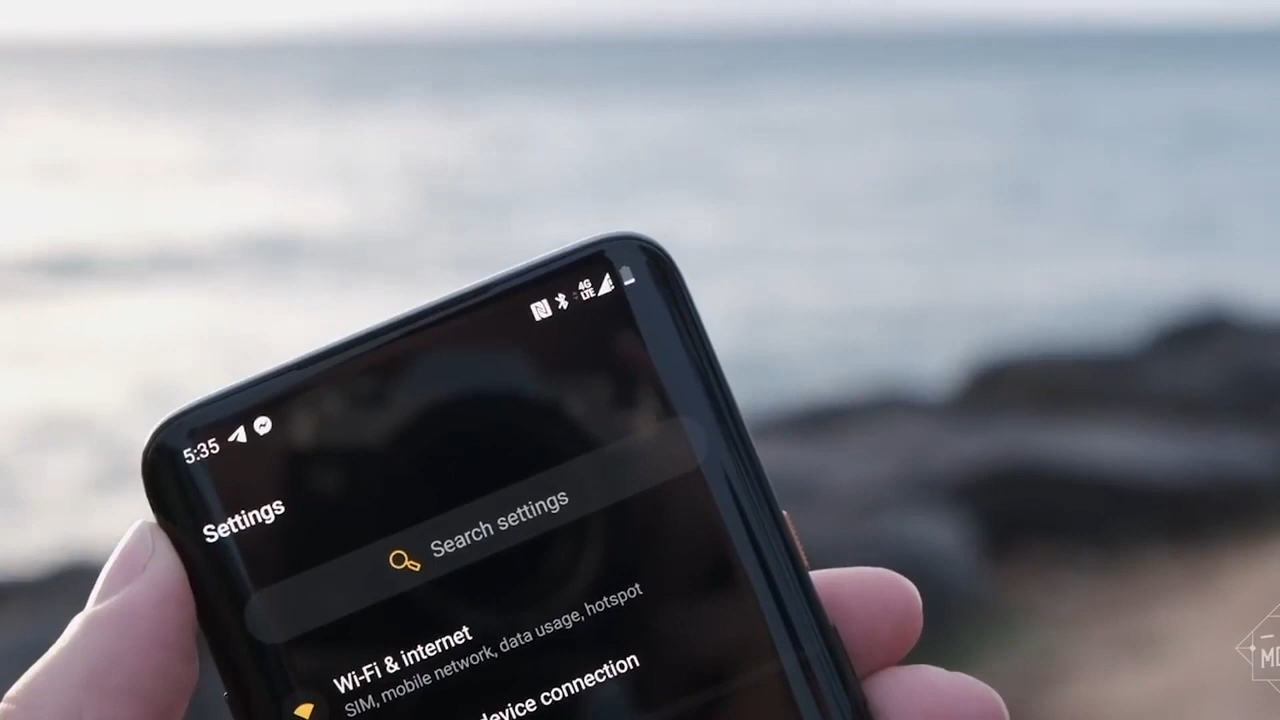 5:35
4G
LTE
Settings
Search settings
Wi-Fi & internet
SIM, mobile network, data usage, hotspot
device connection